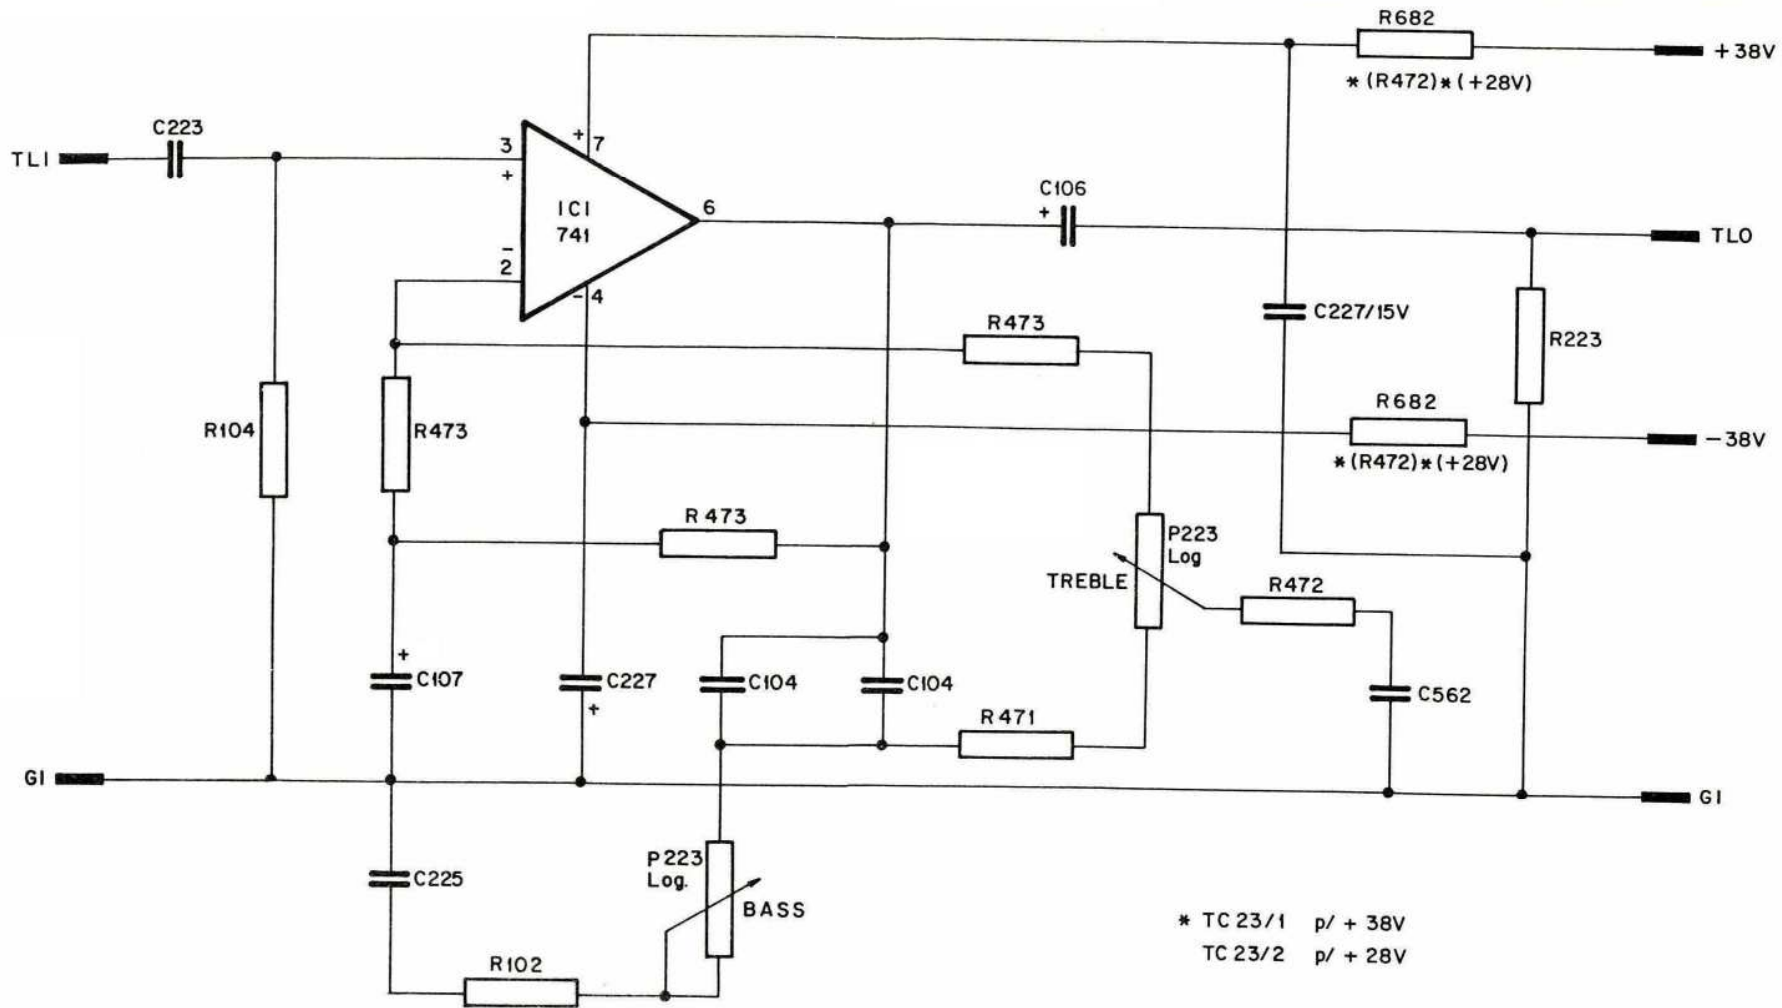 R682
+38V
*(R472)*(+28V)
C223
TLI
3
+
+
7
IC1
741
6
C106
+
TLO
-
2
-
4
C227/15V
R223
R473
R682
-38V
*(R472)*(+28V)
R104
R473
R473
P223
Log
TREBLE
R472
+
C107
C227
+
C104
C104
C562
R471
GI
GI
C225
P223
Log.
BASS
R102
* TC 23/1 p/ + 38V
TC 23/2 p/ + 28V